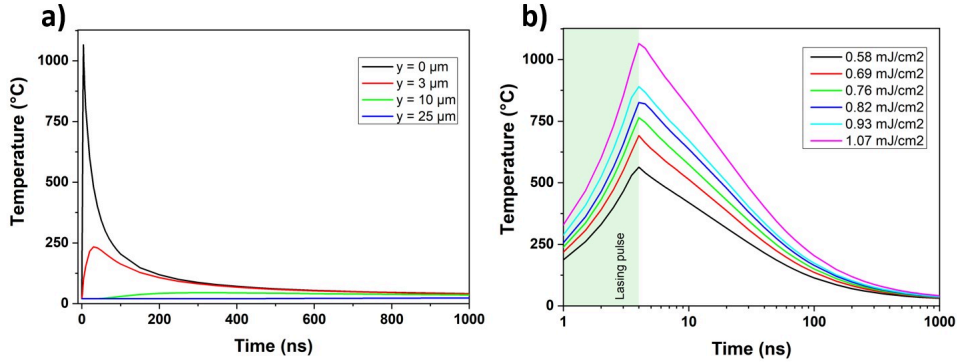 a)
1000
750
500
250
0
Temperature (°C)
0
200
400
600
800
1000
Time (ns)
y = 0 µm
y = 3 µm
y = 10 µm
y = 25 µm
b)
1000
750
500
250
0
Temperature (°C)
1
10
100
1000
Time (ns)
Lasing pulse
0.58 mJ/cm2
0.69 mJ/cm2
0.76 mJ/cm2
0.82 mJ/cm2
0.93 mJ/cm2
1.07 mJ/cm2